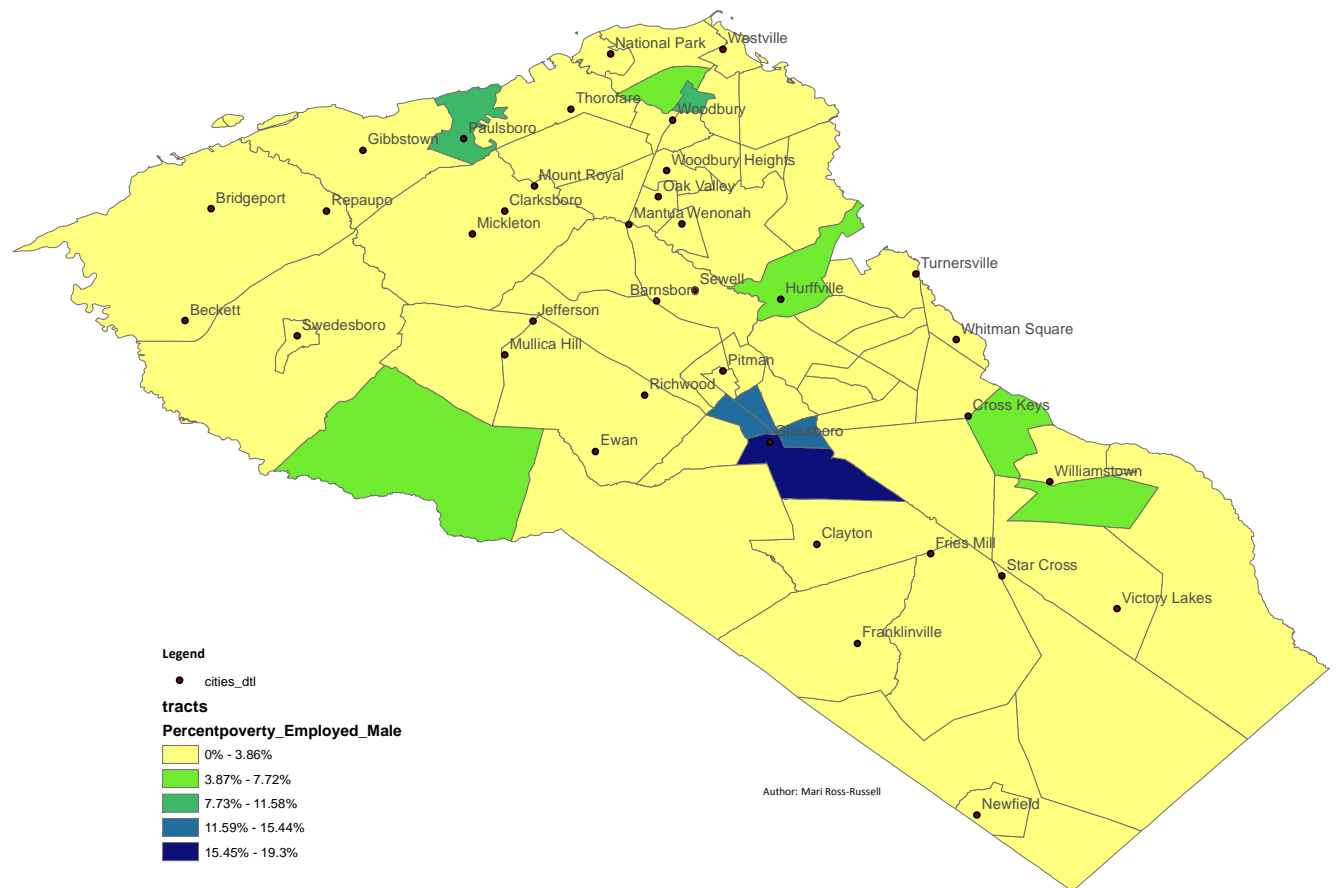 National Park
Westville
Thorofare
Woodbury
Paulsboro
Gibbstown
Woodbury Heights
Mount Royal
Oak Valley
Bridgeport
Repaupo
Clarksboro
Mantua
Wenonah
Mickleton
Turnersville
Sewell
Hurffville
Barnsboro
Beckett
Jefferson
Swedesboro
Whitman Square
Mullica Hill
Pitman
Richwood
Cross Keys
Glassboro
Ewan
Williamstown
Clayton
Fries Mill
Star Cross
Victory Lakes
Franklinville
Newfield
Legend
cities_dtl
tracts
Percentpoverty_Employed_Male
0% - 3.86%
3.87% - 7.72%
7.73% - 11.58%
11.59% - 15.44%
15.45% - 19.3%
Author: Mari Ross-Russell